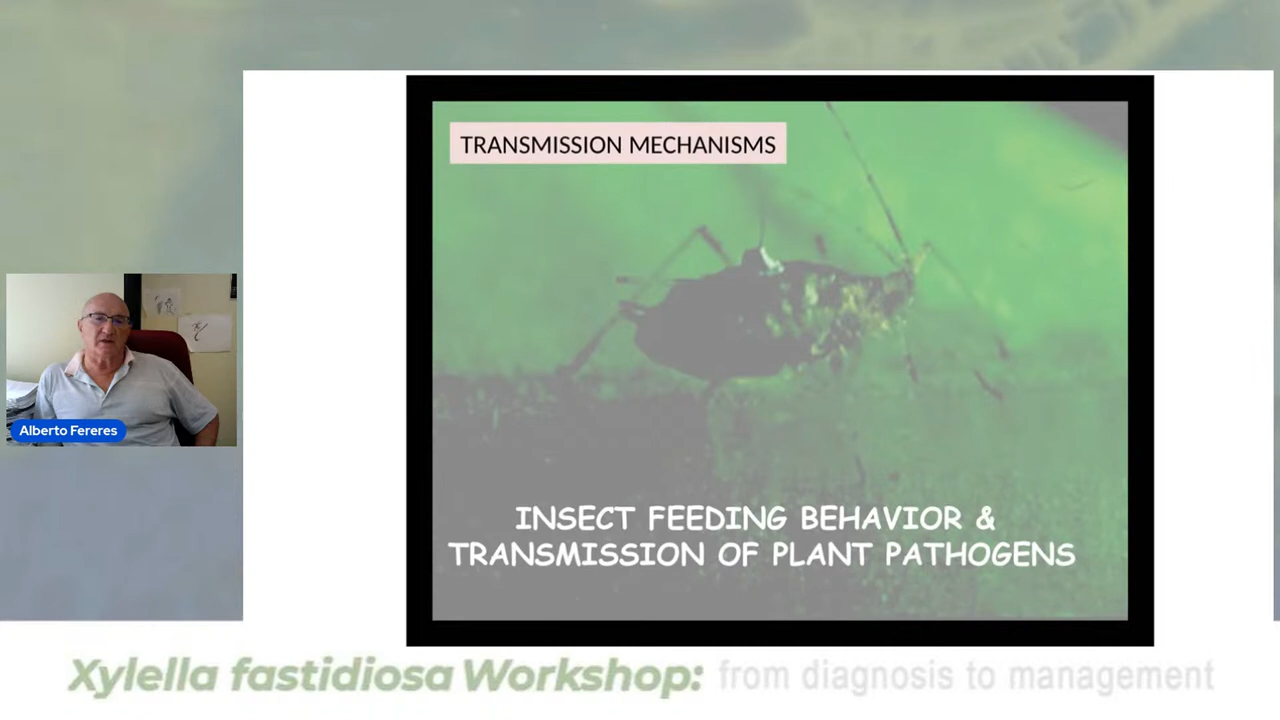 TRANSMISSION MECHANISMS
Alberto Fereres
INSECT FEEDING BEHAVIOR &
TRANSMISSION OF PLANT PATHOGENS
Xylella fastidiosa Workshop: from diagnosis to management